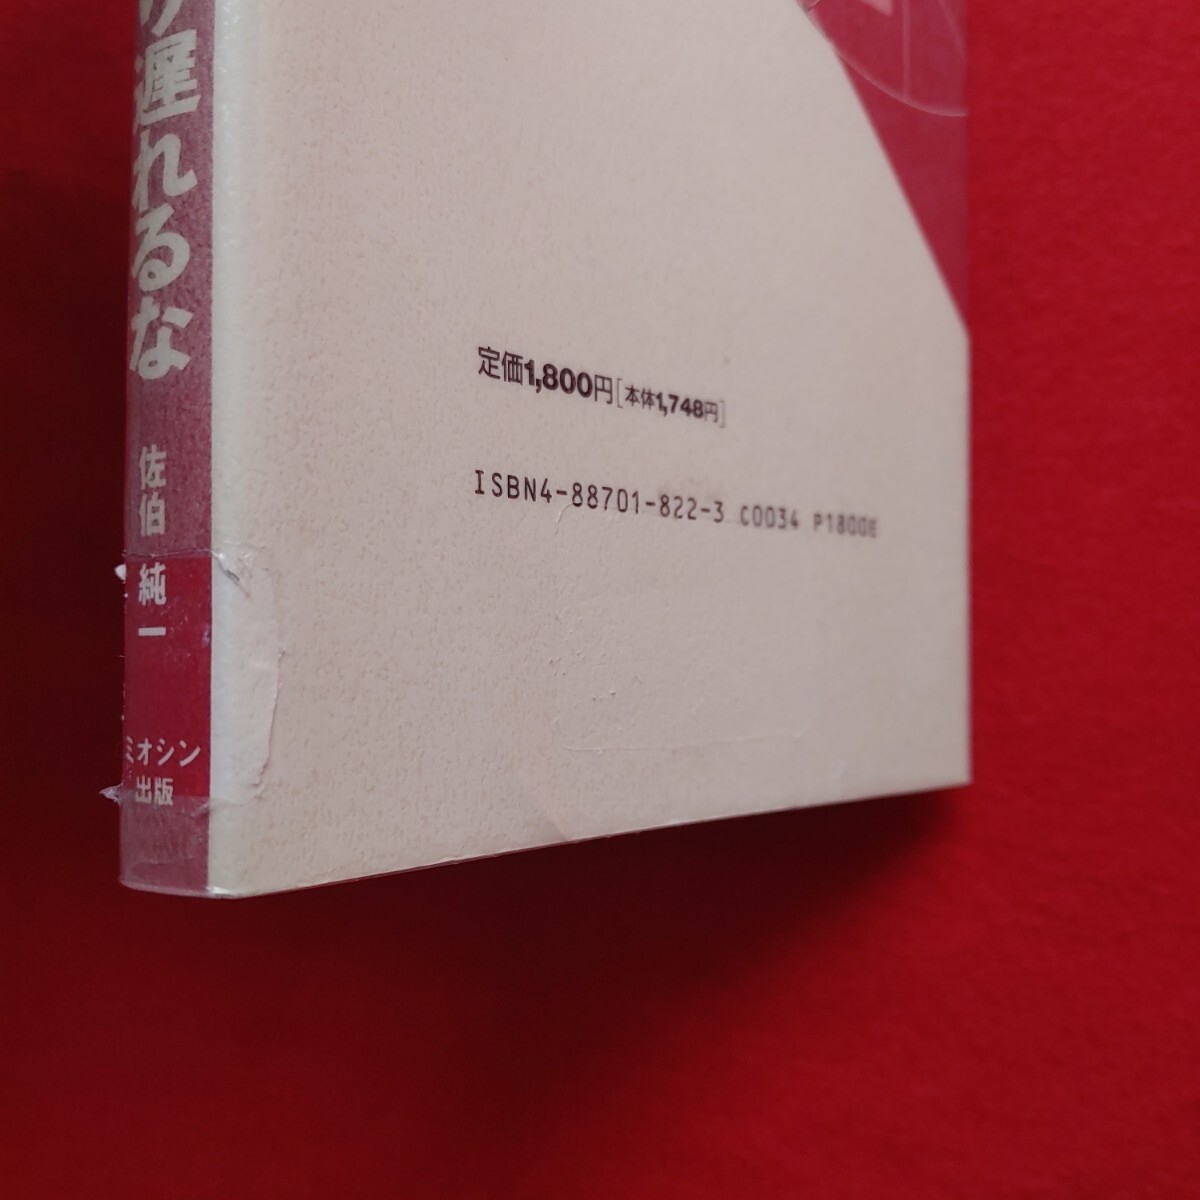 り遅れるな
佐伯 純一
ミオシン
出版
定価1,800円[本体1,748円]
ISBN4-88701-822-3 C0034 P1800E